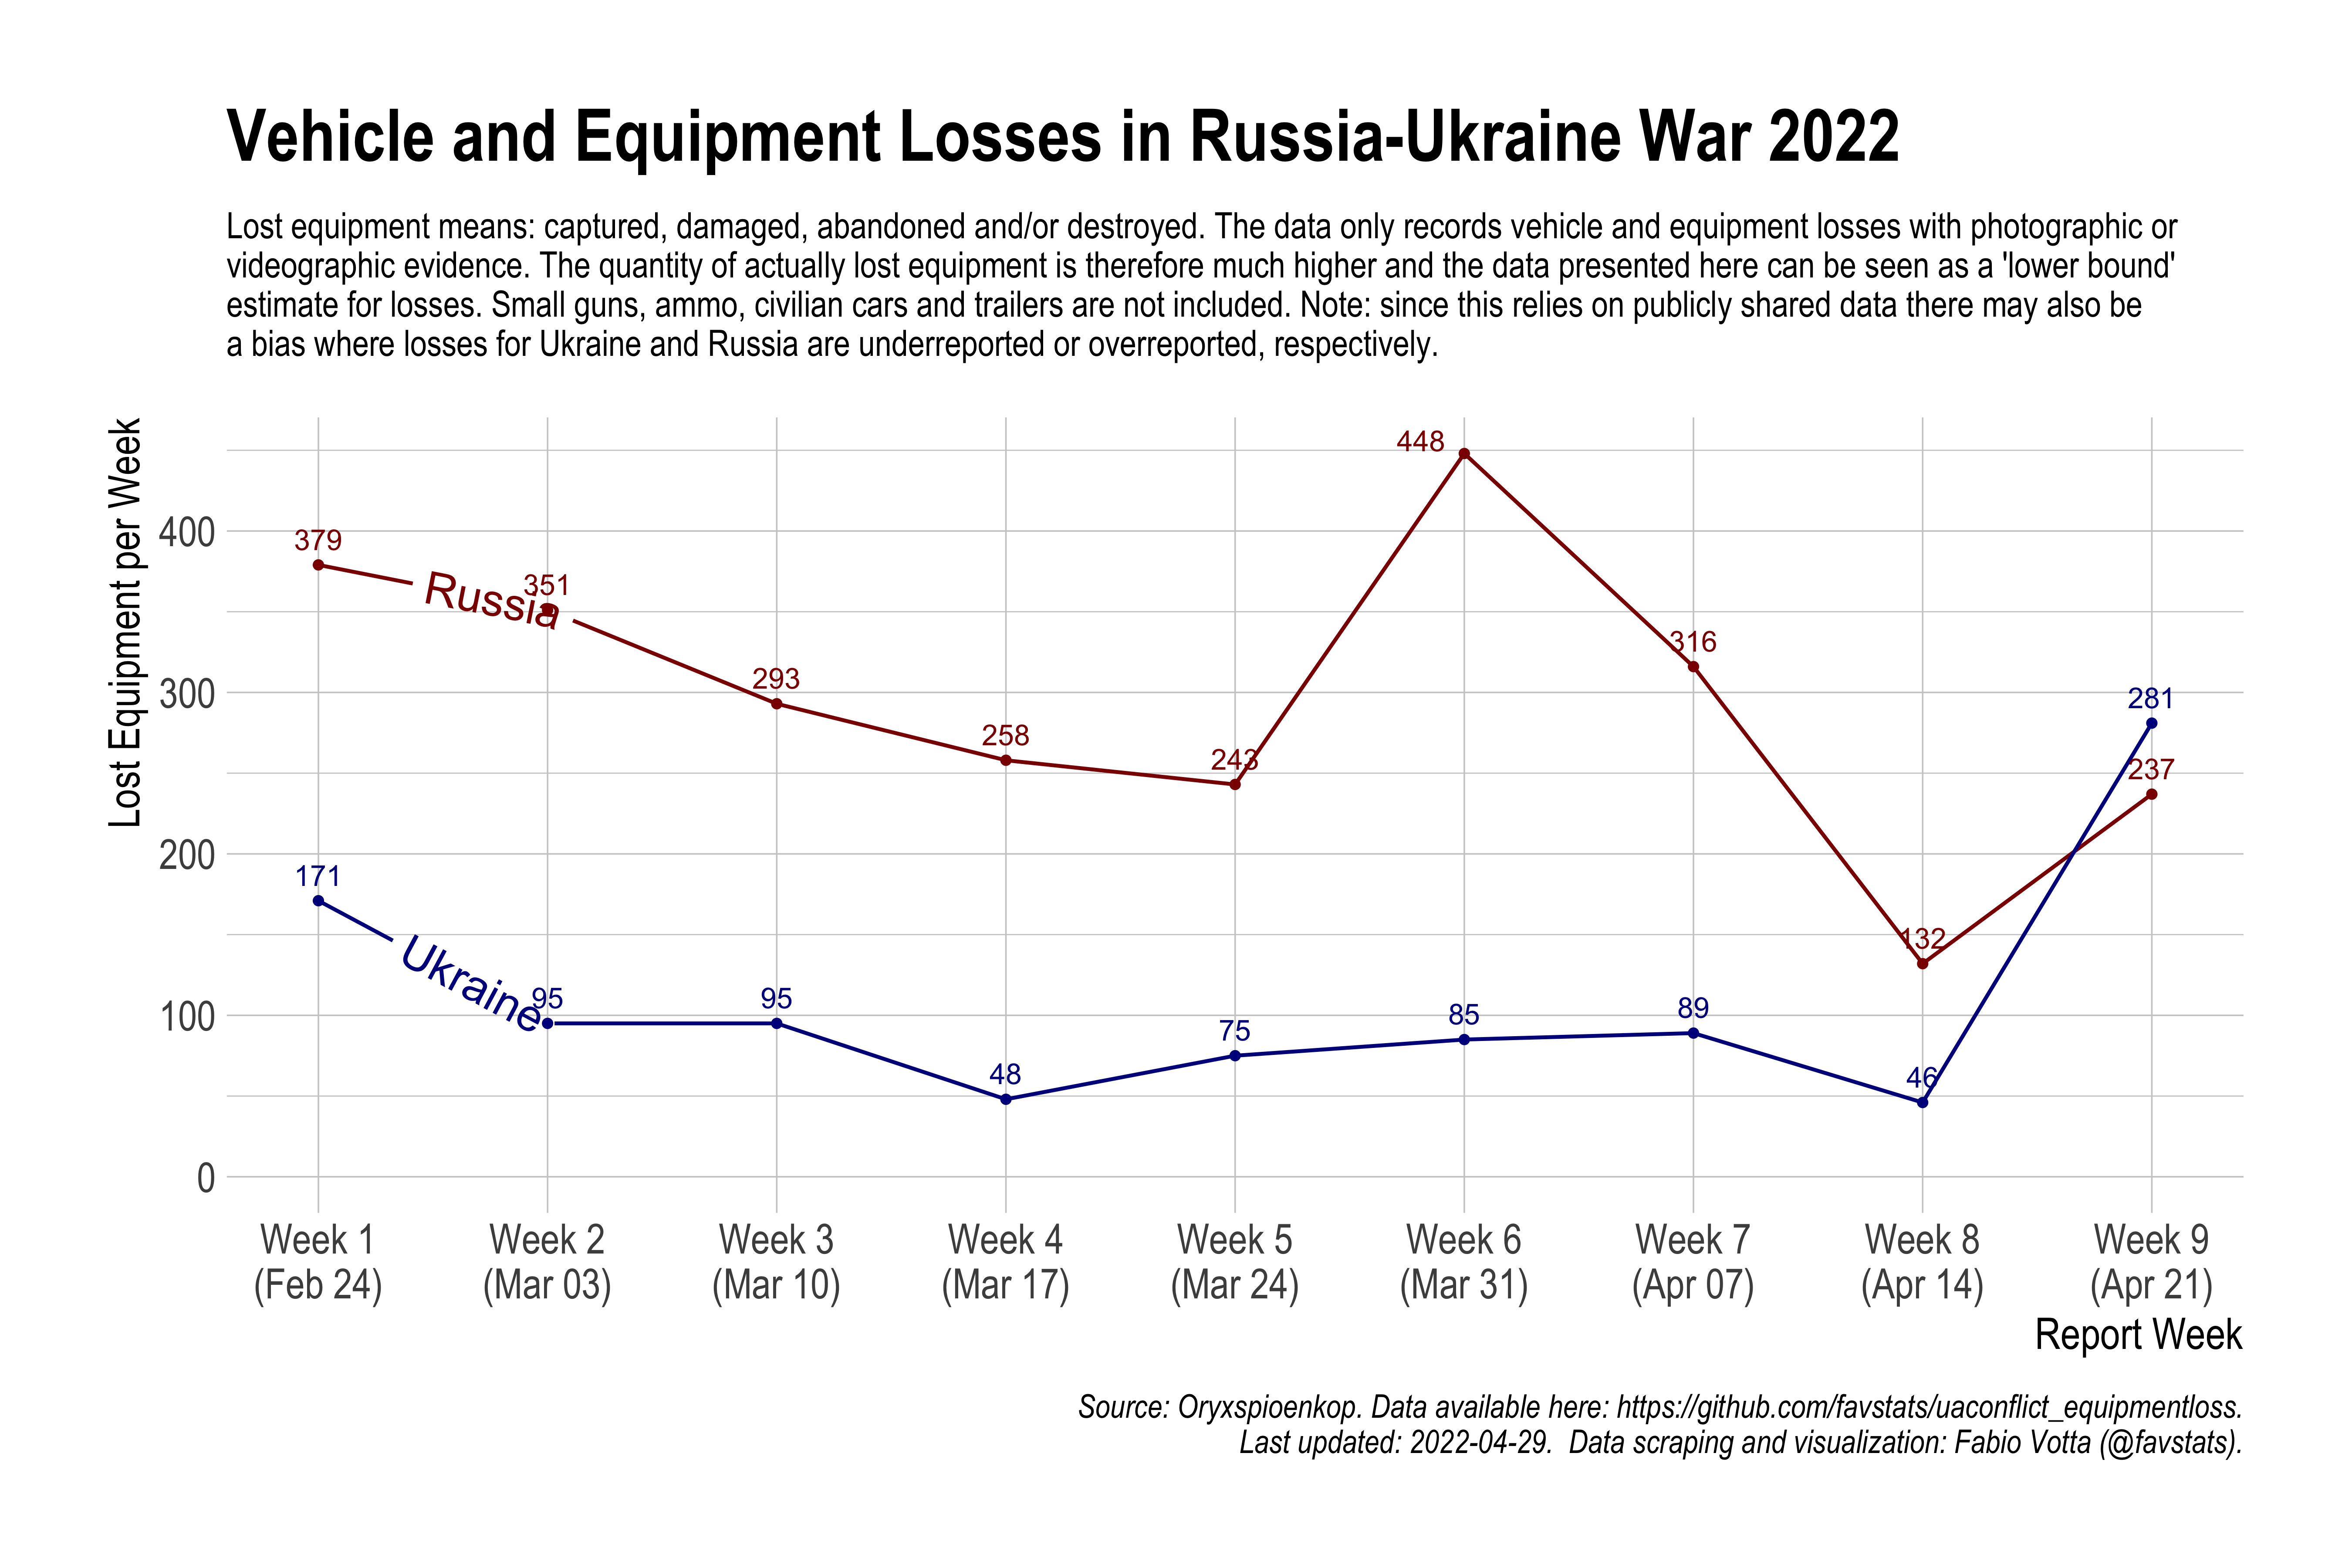 Vehicle and Equipment Losses in Russia-Ukraine War 2022
Lost equipment means: captured, damaged, abandoned and/or destroyed. The data only records vehicle and equipment losses with photographic or
videographic evidence. The quantity of actually lost equipment is therefore much higher and the data presented here can be seen as a 'lower bound'
estimate for losses. Small guns, ammo, civilian cars and trailers are not included. Note: since this relies on publicly shared data there may also be
a bias where losses for Ukraine and Russia are underreported or overreported, respectively.
Lost Equipment per Week
400
300
200
100
0
379
Russia
351
293
258
243
448
316
132
237
171
Ukraine
95
95
48
75
85
89
46
281
Week 1
(Feb 24)
Week 2
(Mar 03)
Week 3
(Mar 10)
Week 4
(Mar 17)
Week 5
(Mar 24)
Week 6
(Mar 31)
Week 7
(Apr 07)
Week 8
(Apr 14)
Week 9
(Apr 21)
Report Week
Source: Oryxspioenkop. Data available here: https://github.com/favstats/uaconflict_equipmentloss.
Last updated: 2022-04-29.  Data scraping and visualization: Fabio Votta (@favstats).